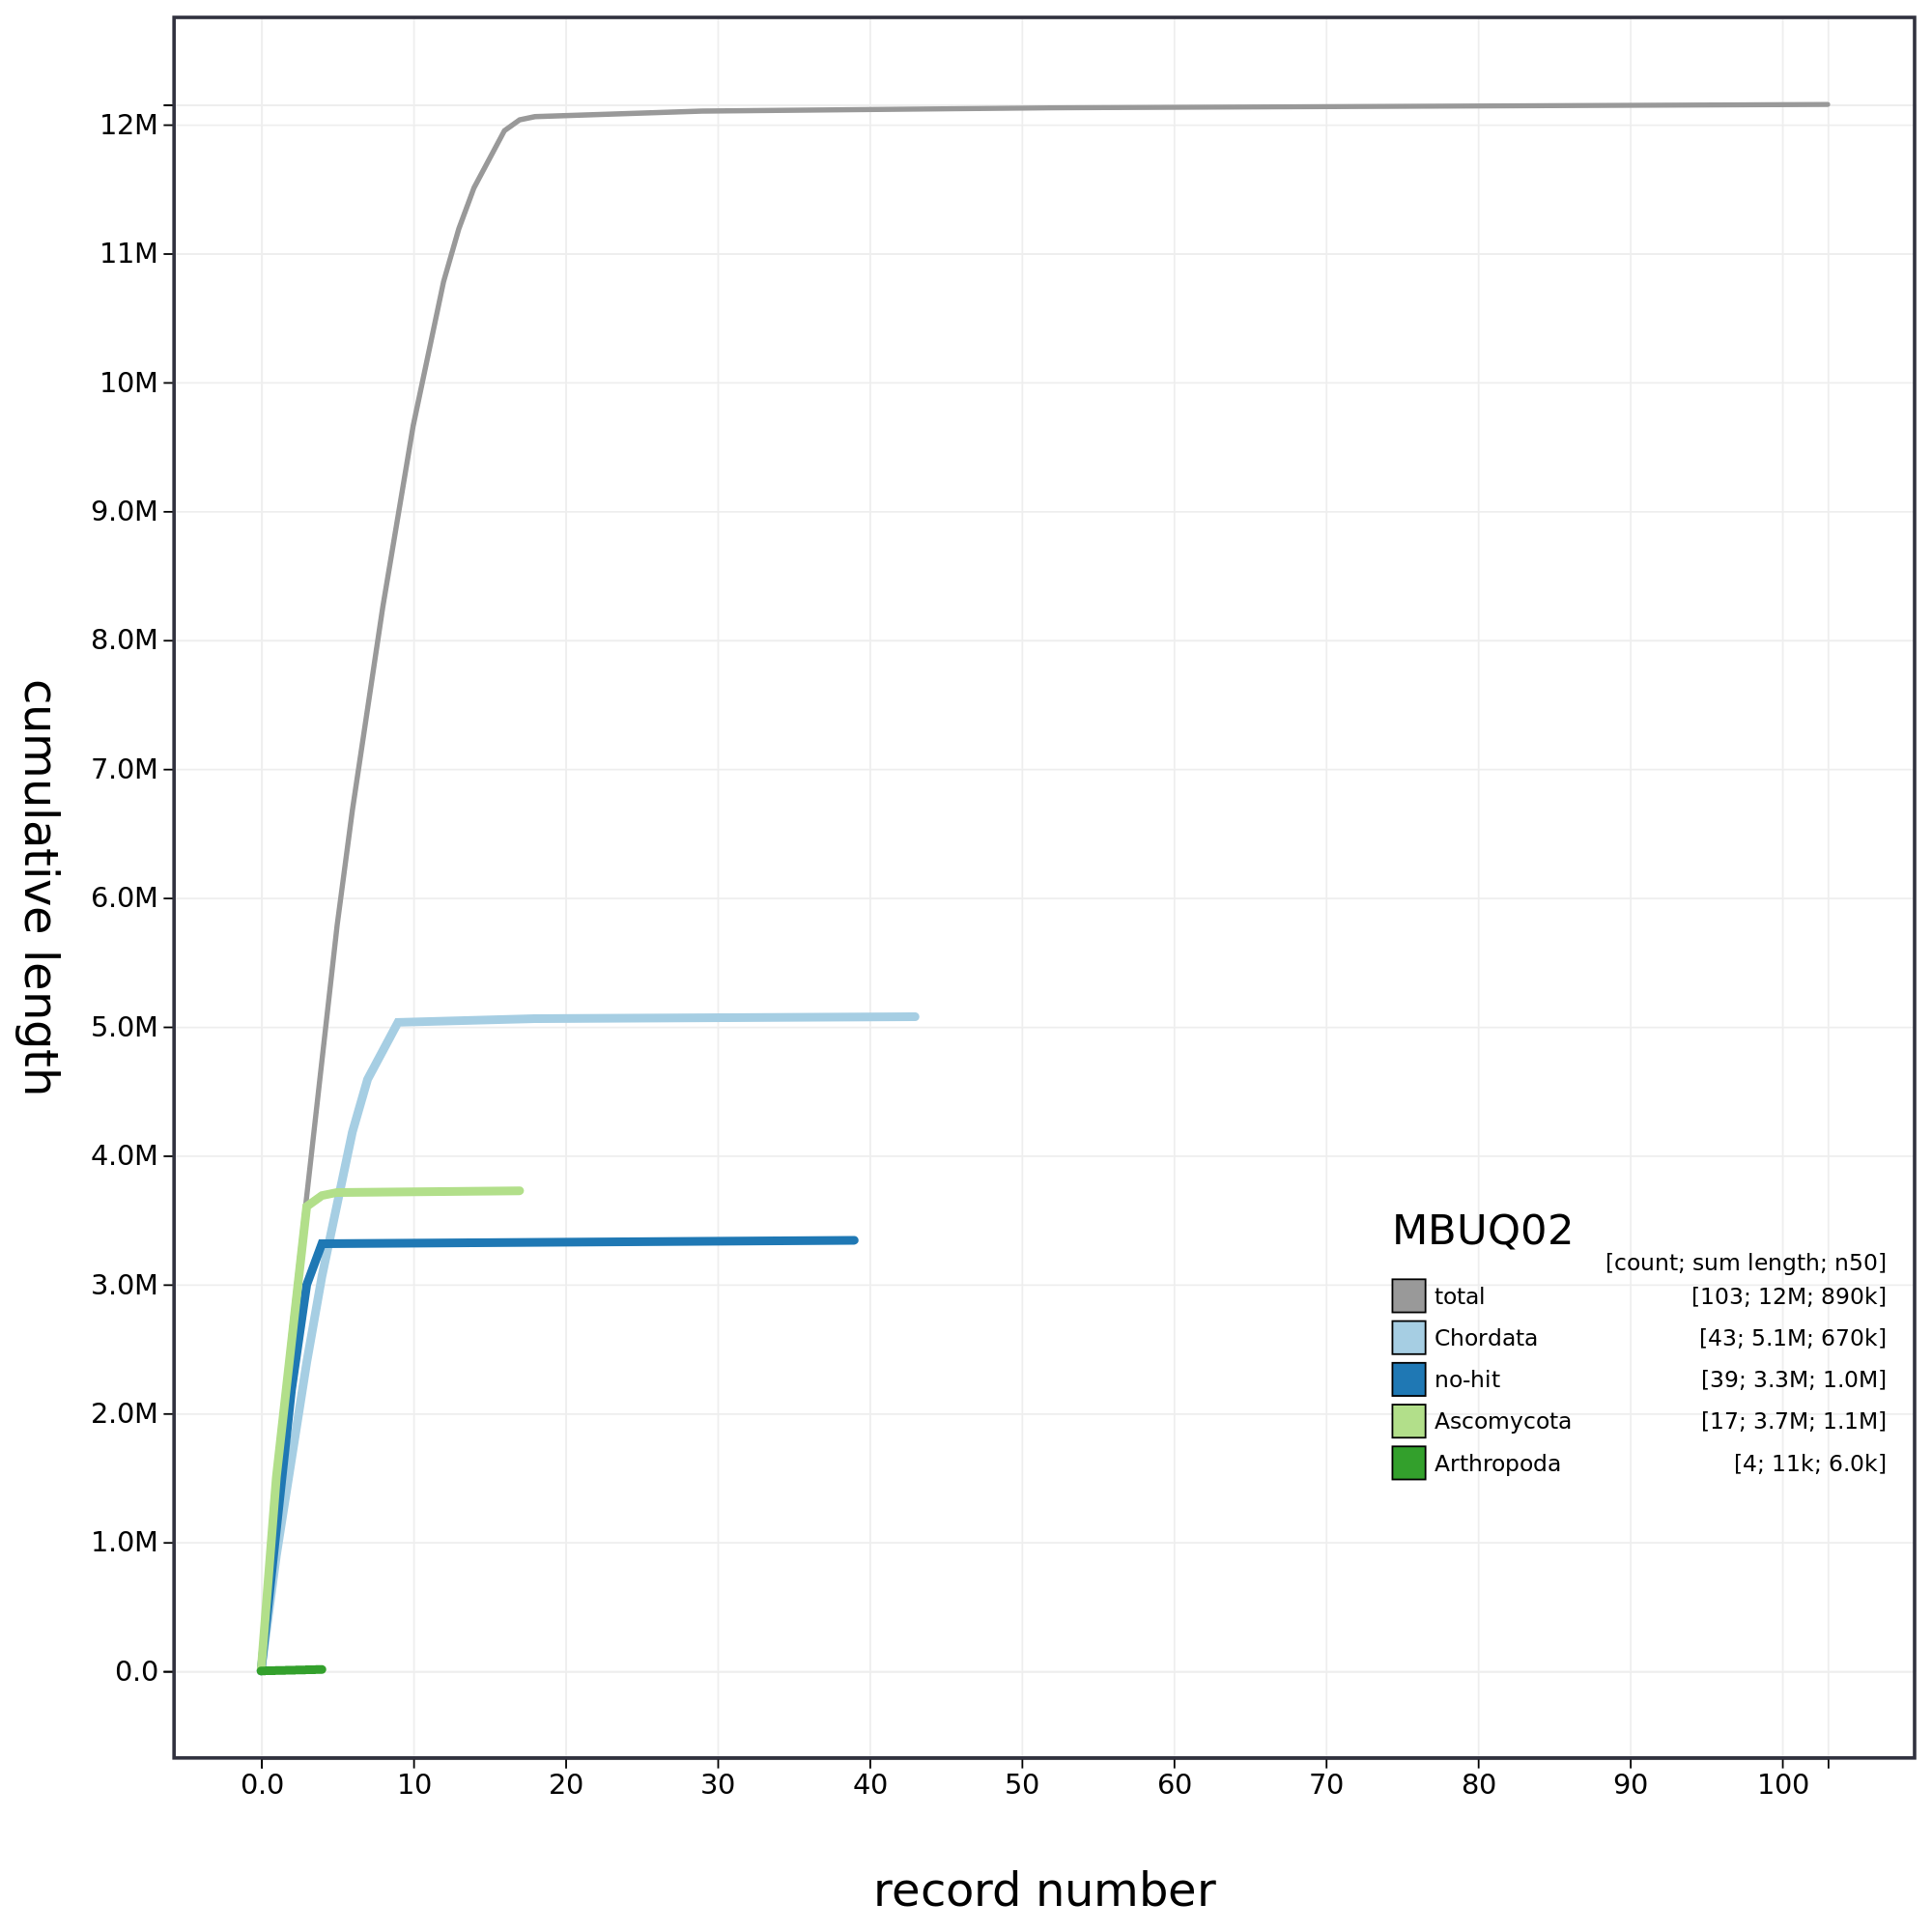 cumulative length
12M
11M
10M
9.0M
8.0M
7.0M
6.0M
5.0M
4.0M
3.0M
2.0M
1.0M
0.0
MBUQ02
[count; sum length; n50]
total [103; 12M; 890k]
Chordata [43; 5.1M; 670k]
no-hit [39; 3.3M; 1.0M]
Ascomycota [17; 3.7M; 1.1M]
Arthropoda [4; 11k; 6.0k]
0.0 10 20 30 40 50 60 70 80 90 100
record number